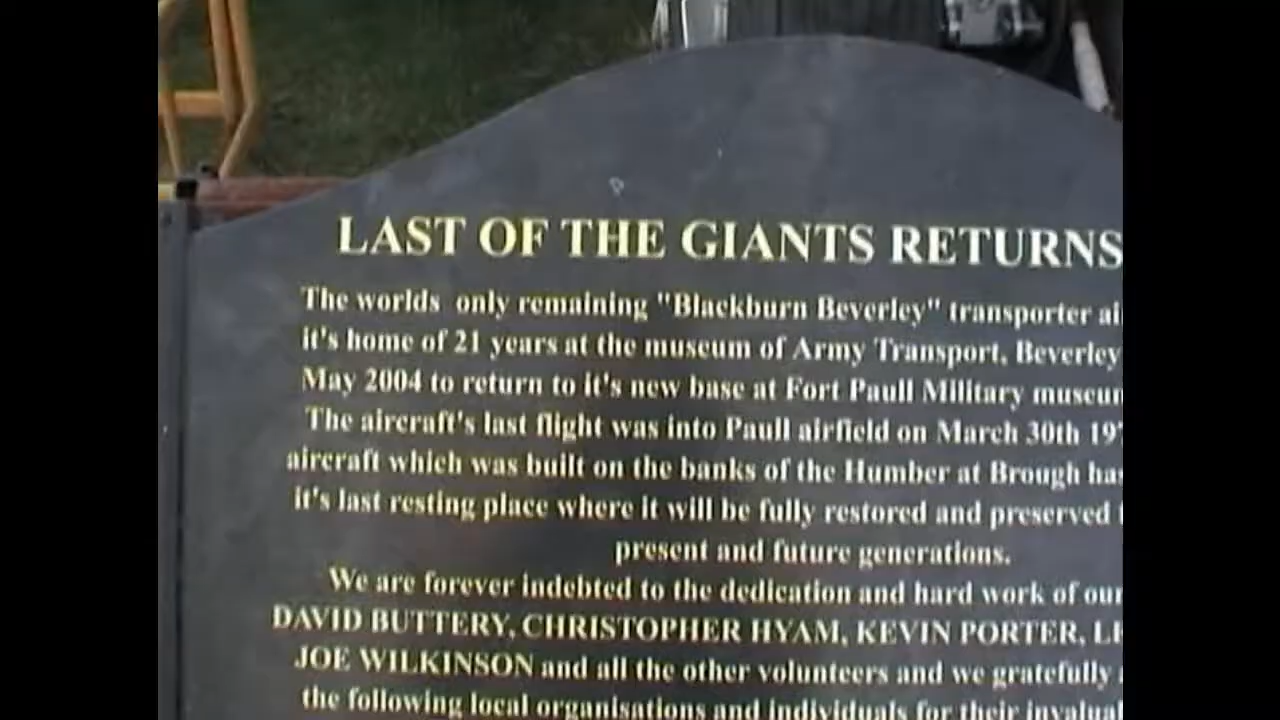 LAST OF THE GIANTS RETURNS
The worlds only remaining "Blackburn Beverley" transporter
it's home of 21 years at the museum of Army Transport, Beverley
May 2004 to return to it's new base at Fort Paull Military
The aircraft's last flight was into Paull airfield on March 30th
aircraft which was built on the banks of the Humber at Brough
it's last resting place where it will be fully restored and preserved
present and future generations.
We are forever indebted to the dedication and hard work of our
DAVID BUTTERY, CHRISTOPHER HYAM, KEVIN PORTER,
JOE WILKINSON and all the other volunteers and we gratefully
the following local organisations and individuals for their